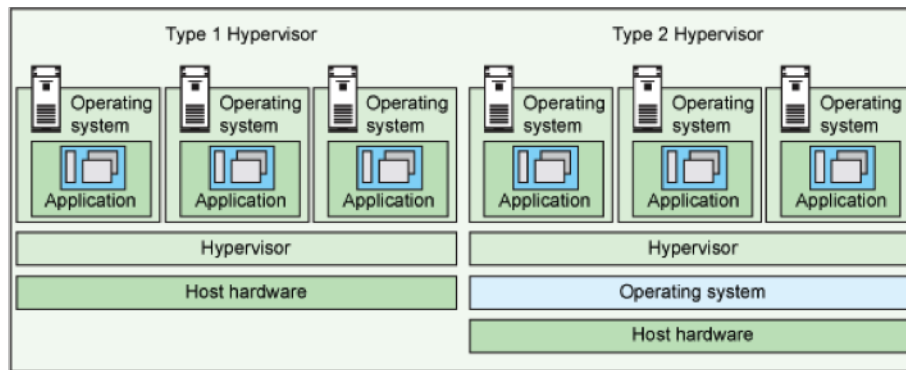 Type 1 Hypervisor
Operating
system
Application
Operating
system
Application
Operating
system
Application
Hypervisor
Host hardware
Type 2 Hypervisor
Operating
system
Application
Operating
system
Application
Operating
system
Application
Hypervisor
Operating system
Host hardware